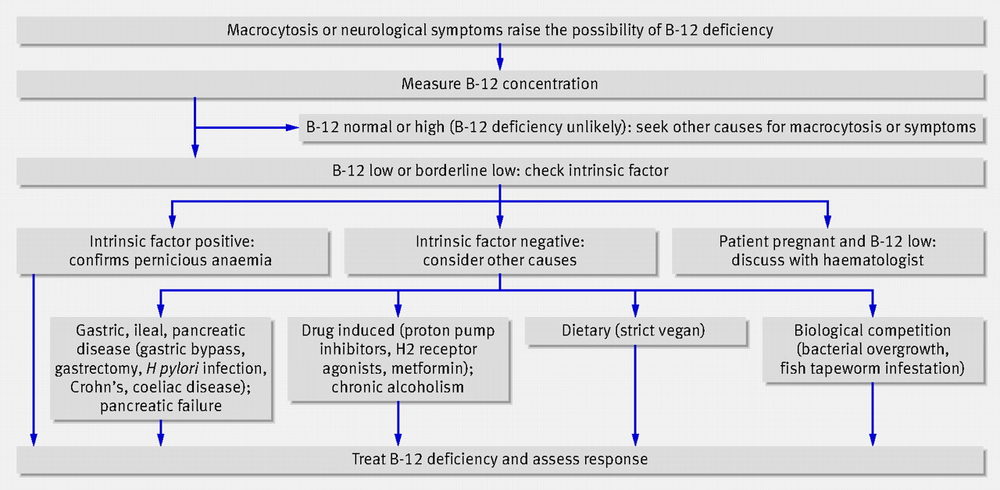 Macrocytosis or neurological symptoms raise the possibility of B-12 deficiency
Measure B-12 concentration
B-12 normal or high (B-12 deficiency unlikely): seek other causes for macrocytosis or symptoms
B-12 low or borderline low: check intrinsic factor
Intrinsic factor positive:
confirms pernicious anaemia
Intrinsic factor negative:
consider other causes
Patient pregnant and B-12 low:
discuss with haematologist
Gastric, ileal, pancreatic
disease (gastric bypass,
gastrectomy, H pylori infection,
Crohn's, coeliac disease);
pancreatic failure
Drug induced (proton pump
inhibitors, H2 receptor
agonists, metformin);
chronic alcoholism
Dietary (strict vegan)
Biological competition
(bacterial overgrowth,
fish tapeworm infestation)
Treat B-12 deficiency and assess response